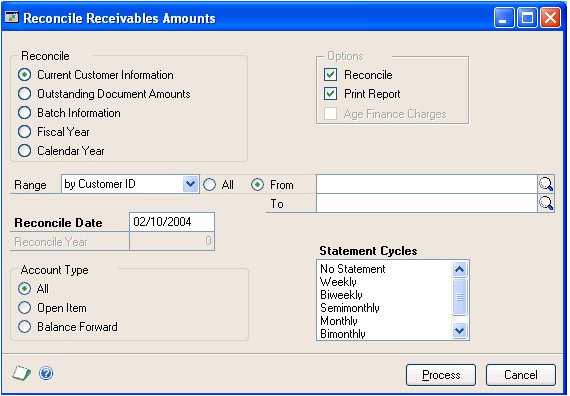 Reconcile Receivables Amounts
Reconcile
Current Customer Information
Outstanding Document Amounts
Batch Information
Fiscal Year
Calendar Year
Options
Reconcile
Print Report
Age Finance Charges
Range by Customer ID All From
To
Reconcile Date 02/10/2004
Reconcile Year 0
Account Type
All
Open Item
Balance Forward
Statement Cycles
No Statement
Weekly
Biweekly
Semimonthly
Monthly
Bimonthly
Process Cancel